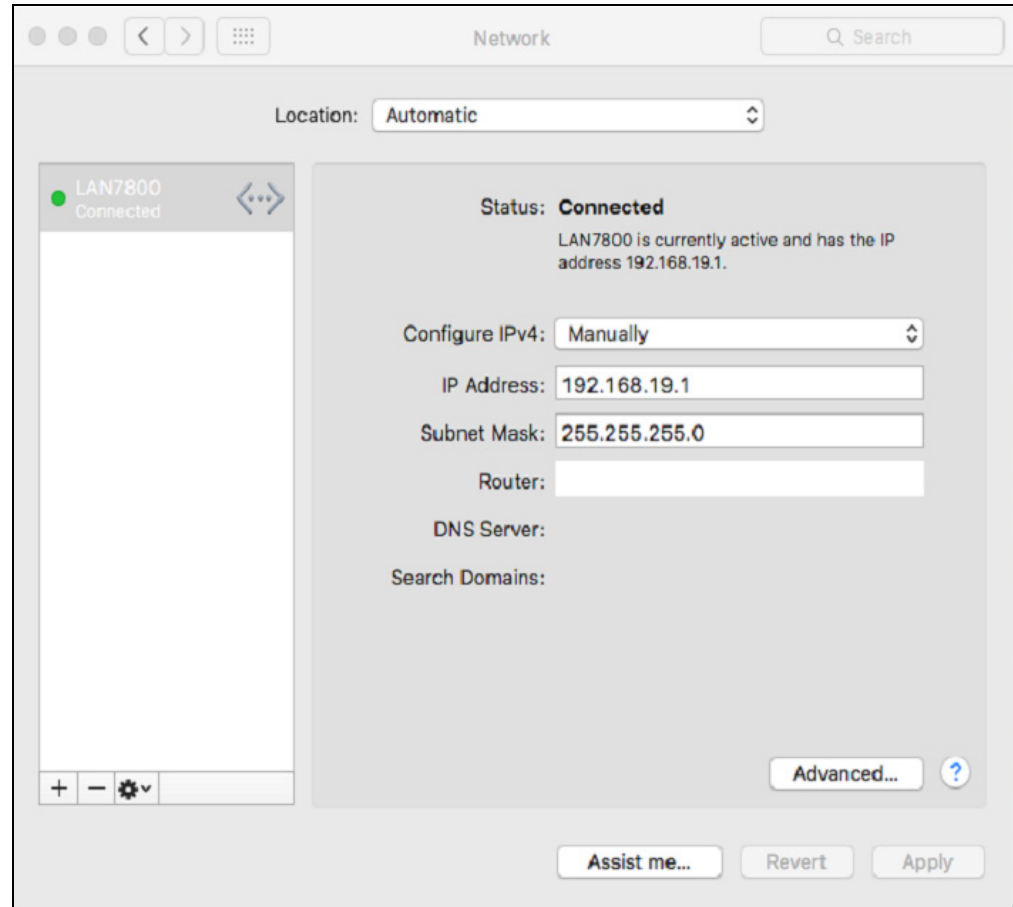 Network
Search
Location: Automatic
LAN7800
Connected
Status: Connected
LAN7800 is currently active and has the IP
address 192.168.19.1.
Configure IPv4: Manually
IP Address: 192.168.19.1
Subnet Mask: 255.255.255.0
Router:
DNS Server:
Search Domains:
Advanced...
?
Assist me...
Revert
Apply